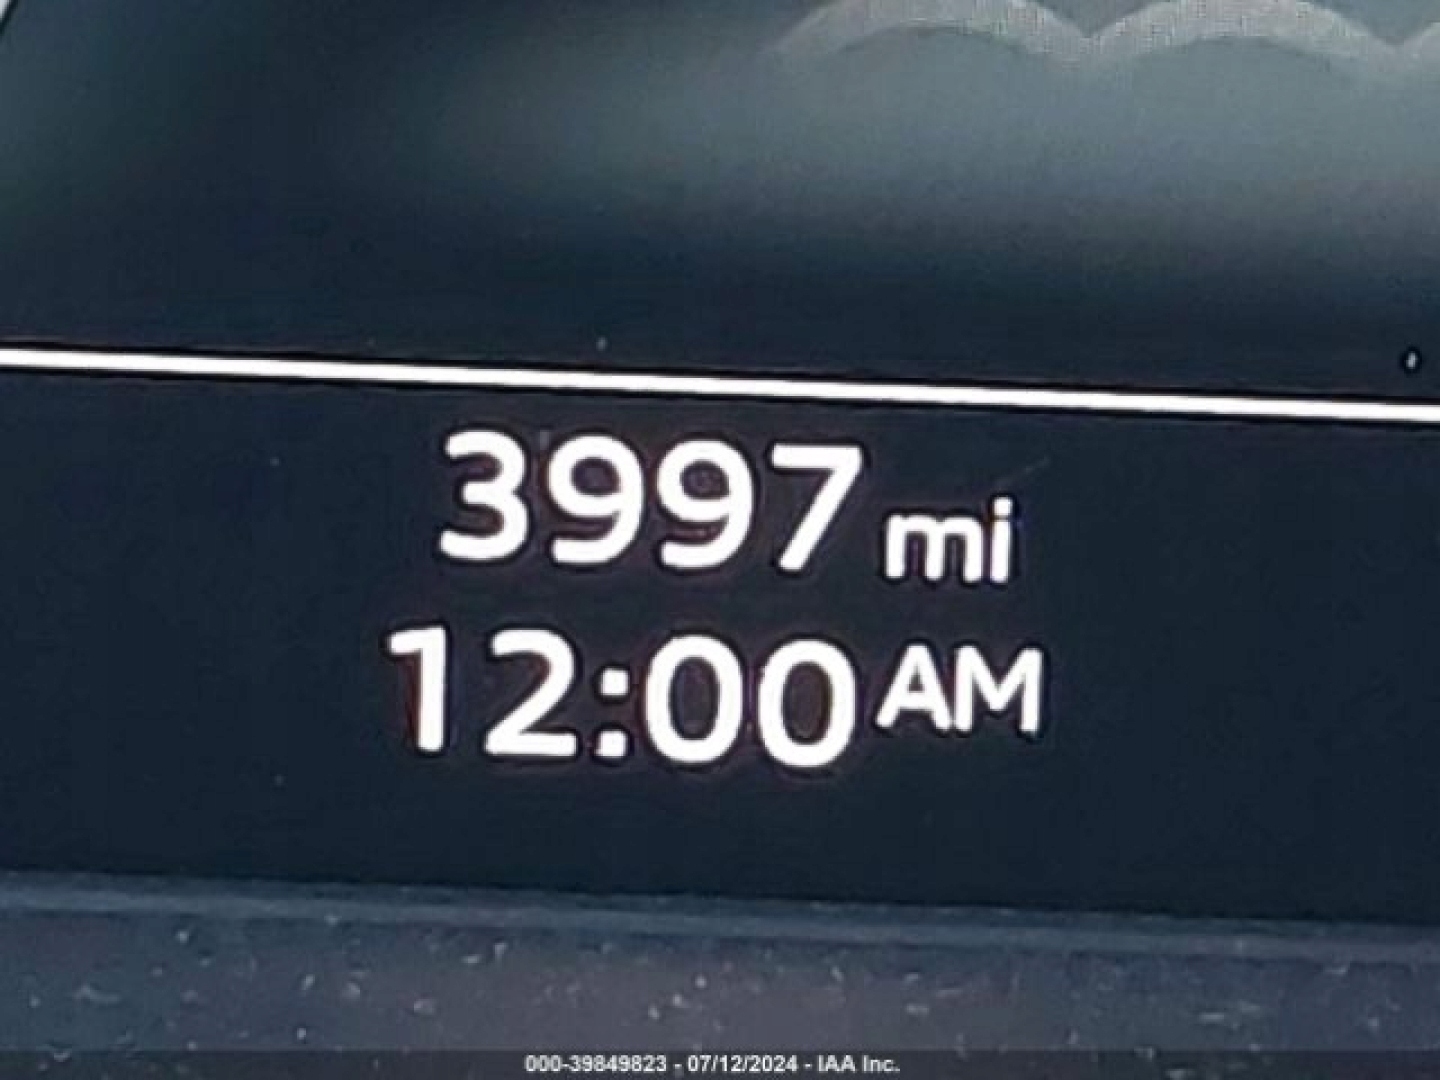 3997 mi
12:00 AM
000-39849823 - 07/12/2024 - IAA Inc.